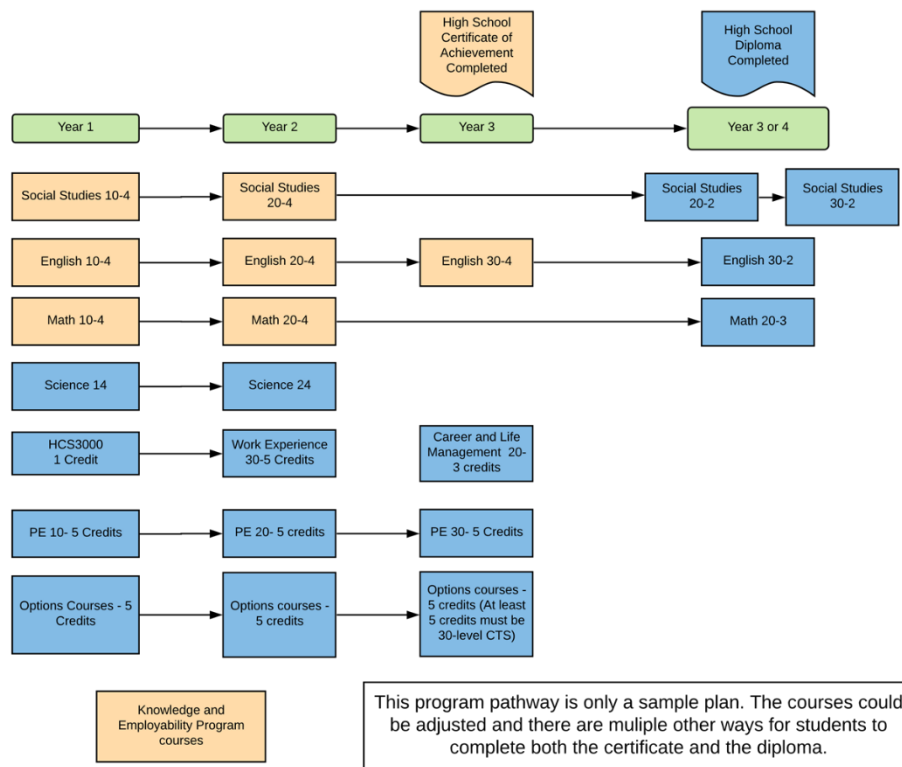 High School
Certificate of
Achievement
Completed
High School
Diploma
Completed
Year 1
Year 2
Year 3
Year 3 or 4
Social Studies 10-4
Social Studies
20-4
Social Studies
20-2
Social Studies
30-2
English 10-4
English 20-4
English 30-4
English 30-2
Math 10-4
Math 20-4
Math 20-3
Science 14
Science 24
HCS3000
1 Credit
Work Experience
30-5 Credits
Career and Life
Management 20-
3 credits
PE 10- 5 Credits
PE 20- 5 credits
PE 30- 5 Credits
Options Courses - 5
Credits
Options courses -
5 credits
Options courses -
5 credits (At least
5 credits must be
30-level CTS)
Knowledge and
Employability Program
courses
This program pathway is only a sample plan. The courses could
be adjusted and there are muliple other ways for students to
complete both the certificate and the diploma.